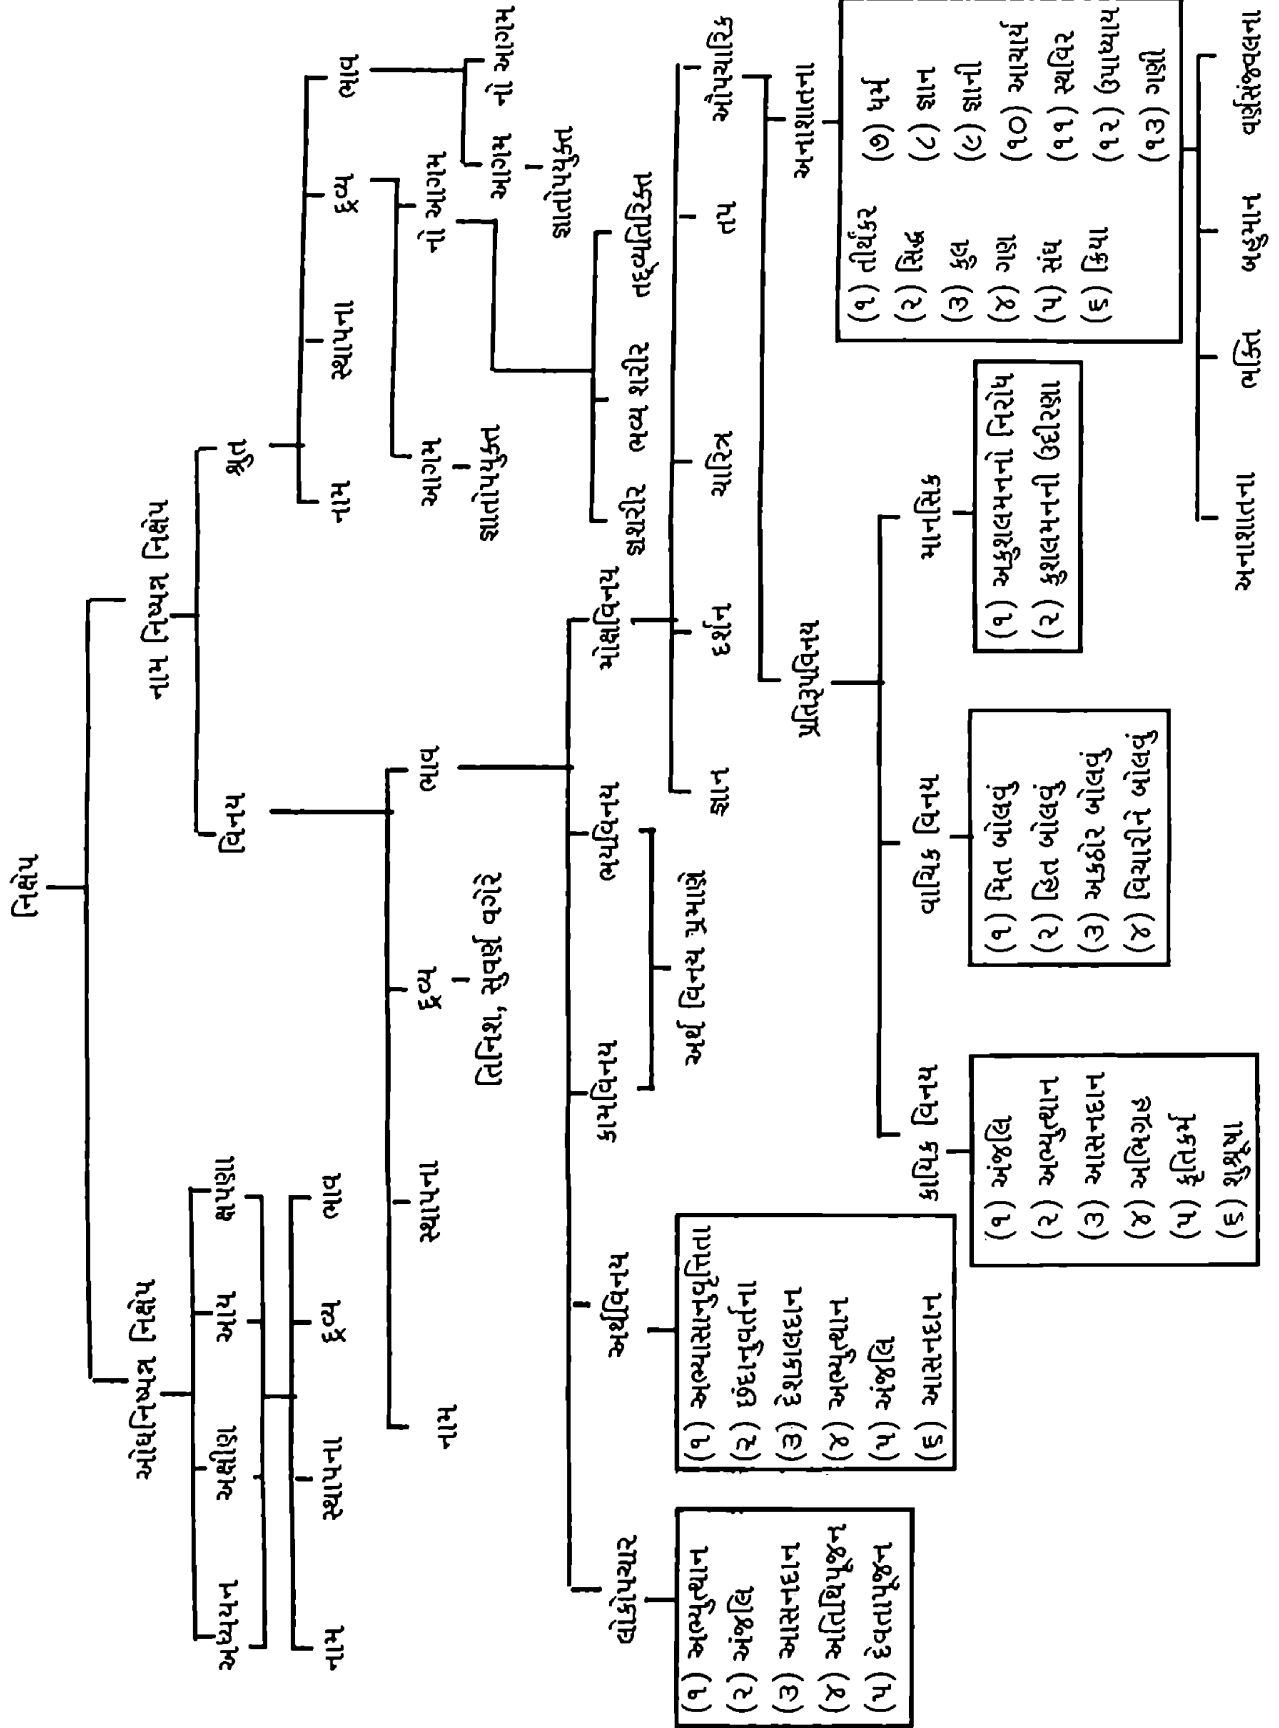 નિક્ષેપ
ઓઘનિષ્પન્ન નિક્ષેપ
નામ નિષ્પન્ન નિક્ષેપ
અધ્યયન
અક્ષીણ
આય
ક્ષપણા
નામ
સ્થાપના
દ્રવ્ય
ભાવ
વિનય
શ્રુત
નામ
સ્થાપના
દ્રવ્ય
ભાવ
તિનિશ, સુવર્ણ વગેરે
નામ
સ્થાપના
દ્રવ્ય
ભાવ
આગમ
નો આગમ
જ્ઞાતોપયુક્ત
આગમ
નો આગમ
જ્ઞાતોપયુક્ત
જ્ઞશરીર
ભવ્ય શરીર
તદ્દવ્યતિરિક્ત
લોકોપચાર
અર્થવિનય
કામવિનય
ભયવિનય
મોક્ષવિનય
(૧) અભ્યુત્થાન
(૨) અંજલિ
(૩) આસનદાન
(૪) અતિથિપૂજન
(૫) દેવતાપૂજન
(૧) અભ્યાસાનુવૃત્તિતા
(૨) છંદાનુવર્તના
(૩) દેશકાલદાન
(૪) અભ્યુત્થાન
(૫) અંજલિ
(૬) આસનદાન
અર્થ વિનય પ્રમાણે
જ્ઞાન
દર્શન
ચારિત્ર
તપ
ઔપચારિક
પ્રતિરૂપવિનય
અનાશાતના
કાયિક વિનય
વાચિક વિનય
માનસિક
(૧) અંજલિ
(૨) અભ્યુત્થાન
(૩) આસનદાન
(૪) અભિગ્રહ
(૫) કૃતિકર્મ
(૬) શુશ્રૂષા
(૧) મિત બોલવું
(૨) હિત બોલવું
(૩) અકઠોર બોલવું
(૪) વિચારીને બોલવું
(૧) અકુશલમનનો નિરોધ
(૨) કુશલમનની ઉદીરણા
(૧) તીર્થંકર
(૨) સિદ્ધ
(૩) કુલ
(૪) ગણ
(૫) સંઘ
(૬) ક્રિયા
(૭) ધર્મ
(૮) જ્ઞાન
(૯) જ્ઞાની
(૧૦) આચાર્ય
(૧૧) સ્થવિર
(૧૨) ઉપાધ્યાય
(૧૩) ગણી
અનાશાતના
ભક્તિ
બહુમાન
વર્ણસંજ્વલના